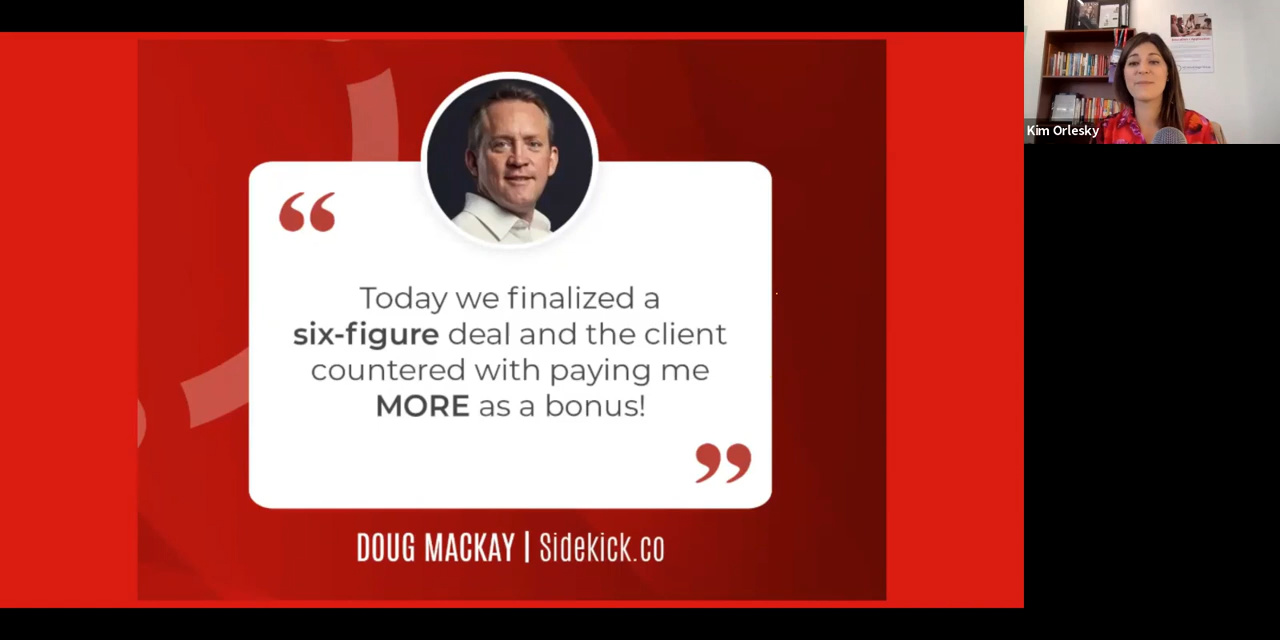 “
Today we finalized a
six-figure deal and the client
countered with paying me
MORE as a bonus!
”
DOUG MACKAY | Sidekick.co
Kim Orlesky